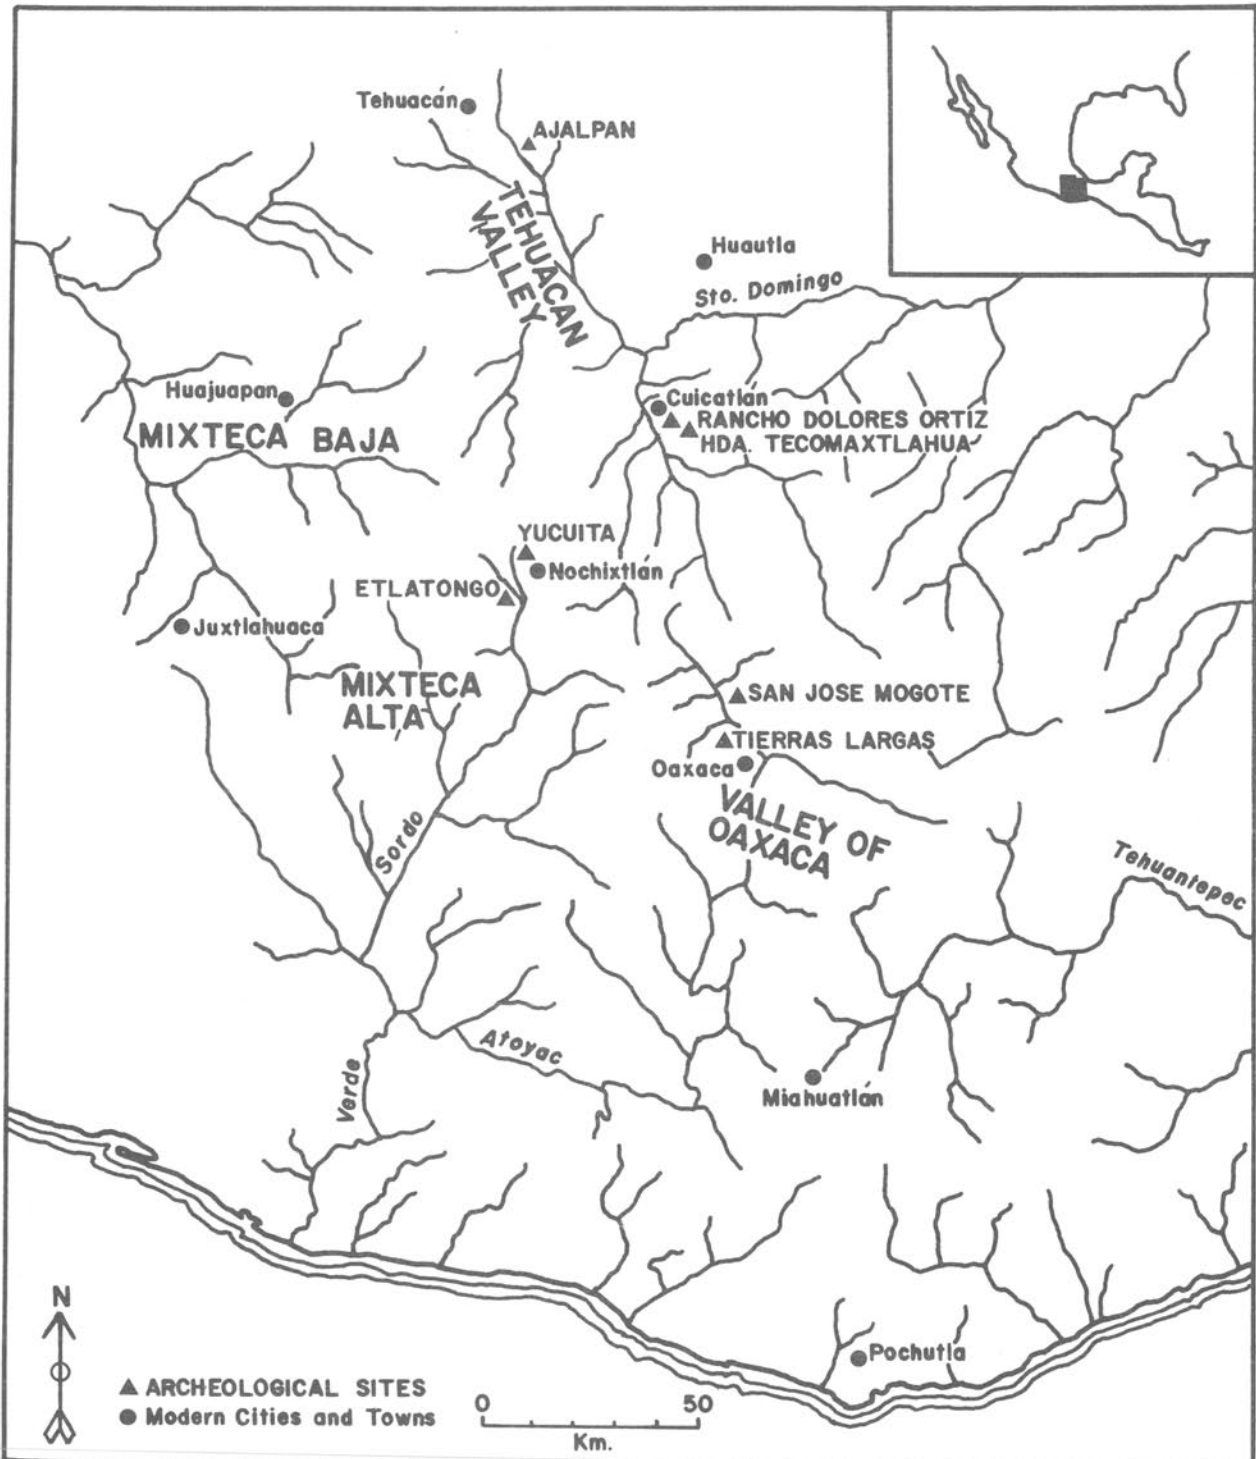 Tehuacán
AJALPAN
TEHUACAN
VALLEY
Huautla
Sto. Domingo
Huajuapan
MIXTECA BAJA
Cuicatlán
RANCHO DOLORES ORTIZ
HDA. TECOMAXTLAHUA
YUCUITA
Nochixtlán
ETLATONGO
Juxtlahuaca
MIXTECA
ALTA
SAN JOSE MOGOTE
TIERRAS LARGAS
Oaxaca
VALLEY OF
OAXACA
Sordo
Tehuantepec
Atoyac
Verde
Miahuatlán
Pochutla
N
▲ ARCHEOLOGICAL SITES
● Modern Cities and Towns
0 50
Km.